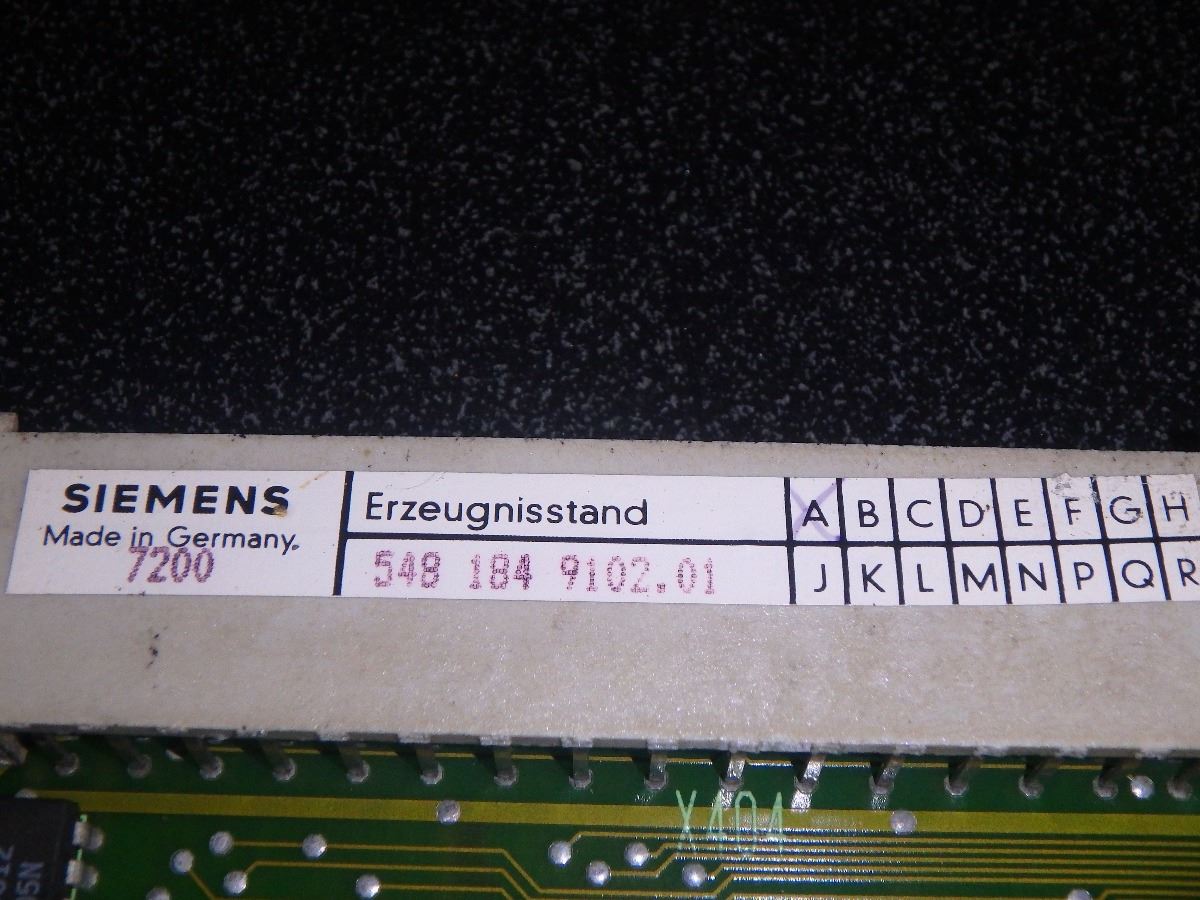 SIEMENS
Made in Germany.
7200
Erzeugnisstand
548 184 9102.01
A B C D E F G H
J K L M N P Q R
X404